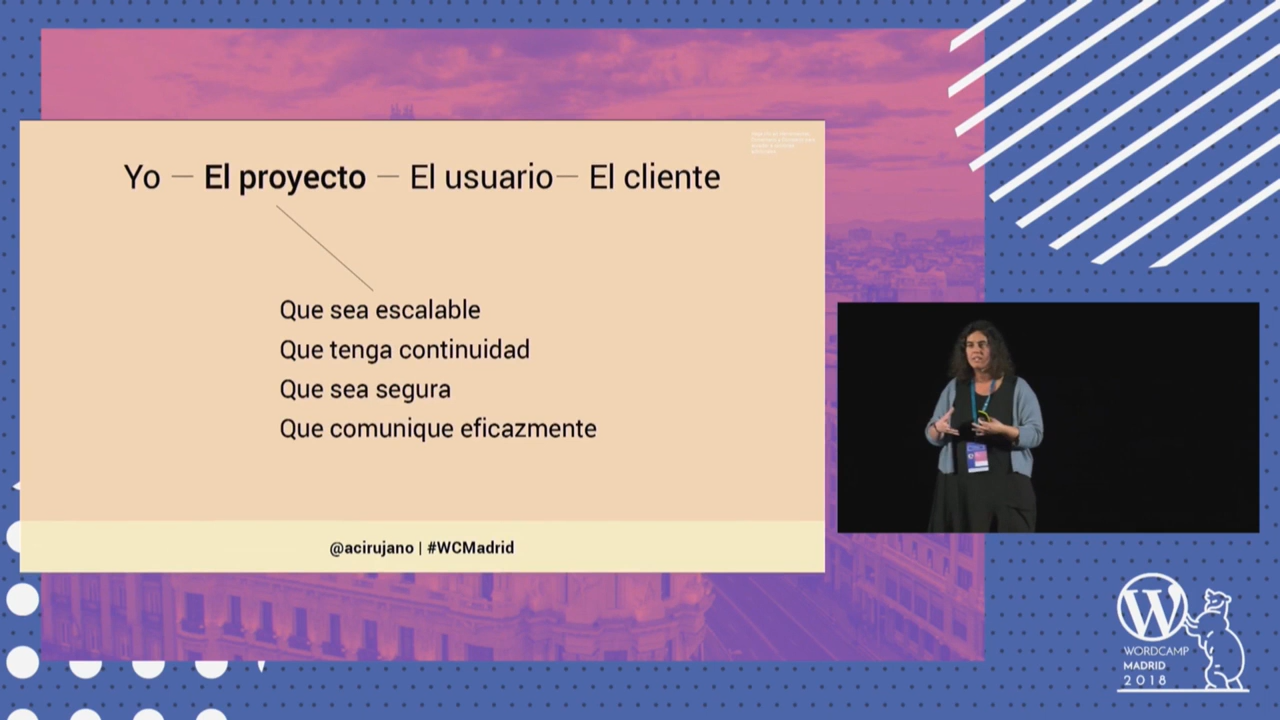 Yo — El proyecto — El usuario — El cliente
Que sea escalable
Que tenga continuidad
Que sea segura
Que comunique eficazmente
@acirujano | #WCMadrid
W
WORDCAMP
MADRID
2018